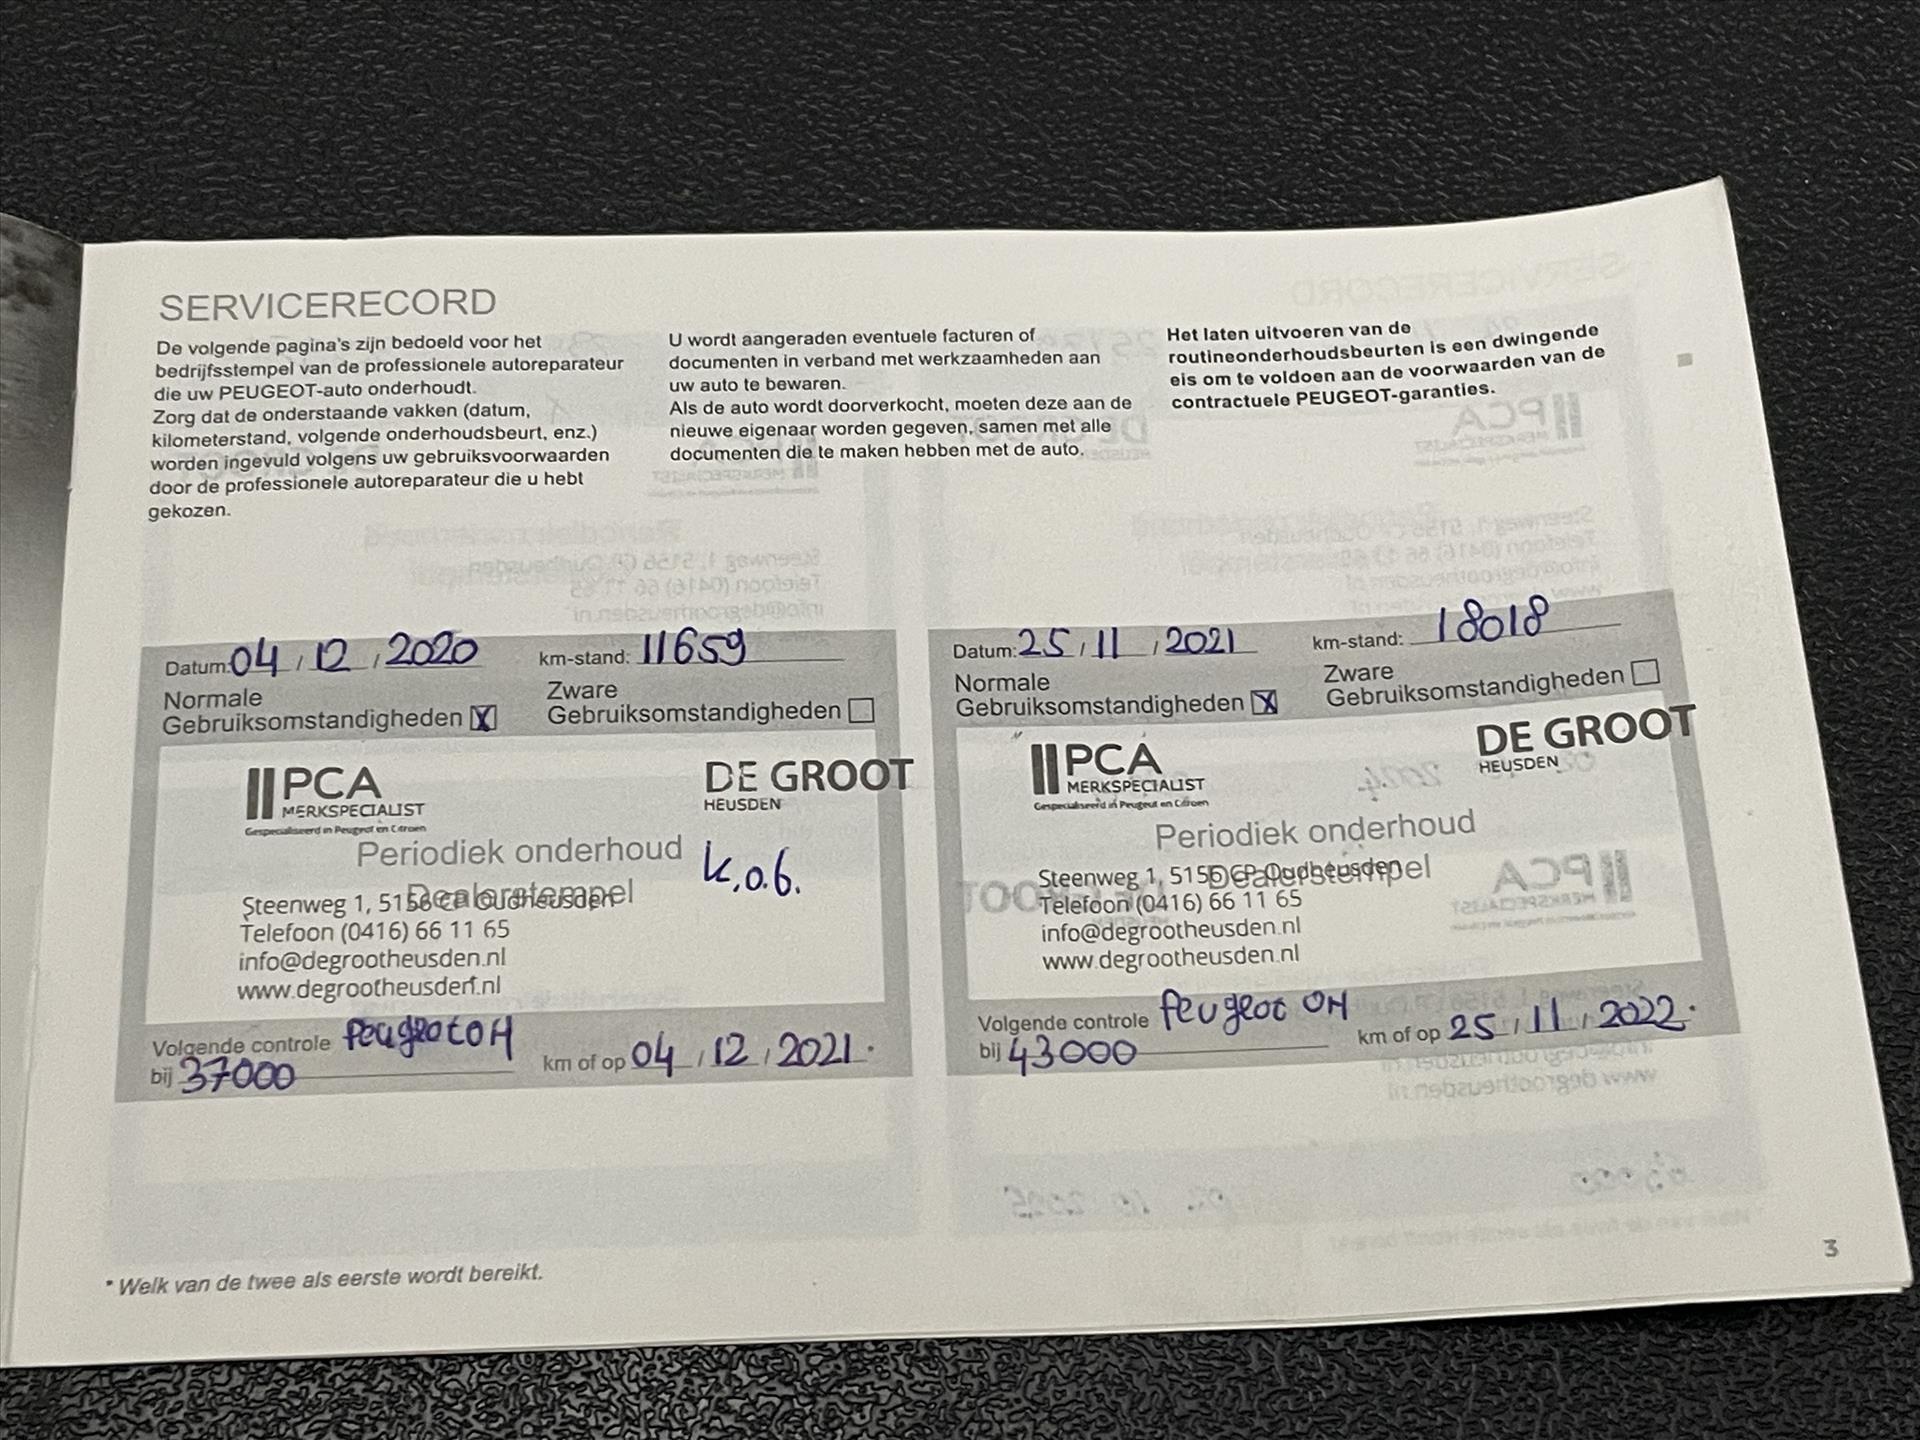 SERVICERECORD
De volgende pagina's zijn bedoeld voor het
bedrijfsstempel van de professionele autoreparateur
die uw PEUGEOT-auto onderhoudt.
Zorg dat de onderstaande vakken (datum,
kilometerstand, volgende onderhoudsbeurt, enz.)
worden ingevuld volgens uw gebruiksvoorwaarden
door de professionele autoreparateur die u hebt
gekozen.
U wordt aangeraden eventuele facturen of
documenten in verband met werkzaamheden aan
uw auto te bewaren.
Als de auto wordt doorverkocht, moeten deze aan de
nieuwe eigenaar worden gegeven, samen met alle
documenten die te maken hebben met de auto.
Het laten uitvoeren van de
routineonderhoudsbeurten is een dwingende
eis om te voldoen aan de voorwaarden van de
contractuele PEUGEOT-garanties.
Datum: 04 / 12 / 2020 km-stand: 11659
Normale
Gebruiksomstandigheden X
Zware
Gebruiksomstandigheden
PCA
MERKSPECIALIST
Gespecialiseerd in Peugeot en Citroen
DE GROOT
HEUSDEN
Periodiek onderhoud
k.o.b.
Dealerstempel
Steenweg 1, 5156 CP Oudheusden
Telefoon (0416) 66 11 65
info@degrootheusden.nl
www.degrootheusden.nl
Volgende controle Peugeot OH
bij 37000 km of op 04 / 12 / 2021.
Datum: 25 / 11 / 2021 km-stand: 18018
Normale
Gebruiksomstandigheden X
Zware
Gebruiksomstandigheden
PCA
MERKSPECIALIST
Gespecialiseerd in Peugeot en Citroen
DE GROOT
HEUSDEN
Periodiek onderhoud
Dealerstempel
Steenweg 1, 5156 CP Oudheusden
Telefoon (0416) 66 11 65
info@degrootheusden.nl
www.degrootheusden.nl
Volgende controle Peugeot OH
bij 43000 km of op 25 / 11 / 2022.
* Welk van de twee als eerste wordt bereikt.
3